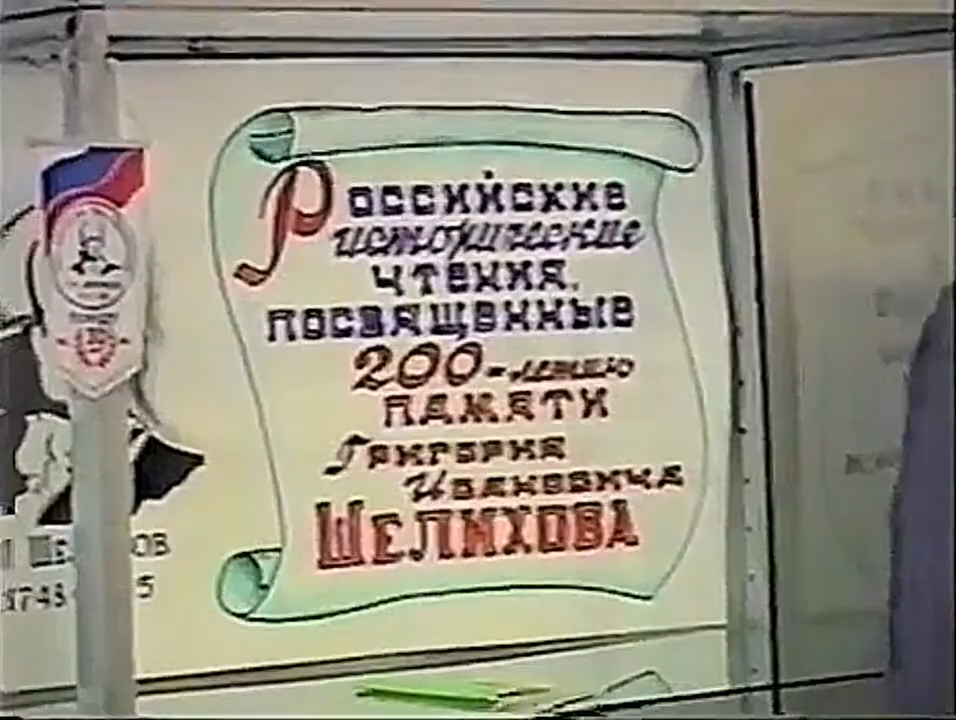 Российские
исторические
чтения,
посвященные
200-летию
памяти
Григория
Ивановича
Шелихова
1748